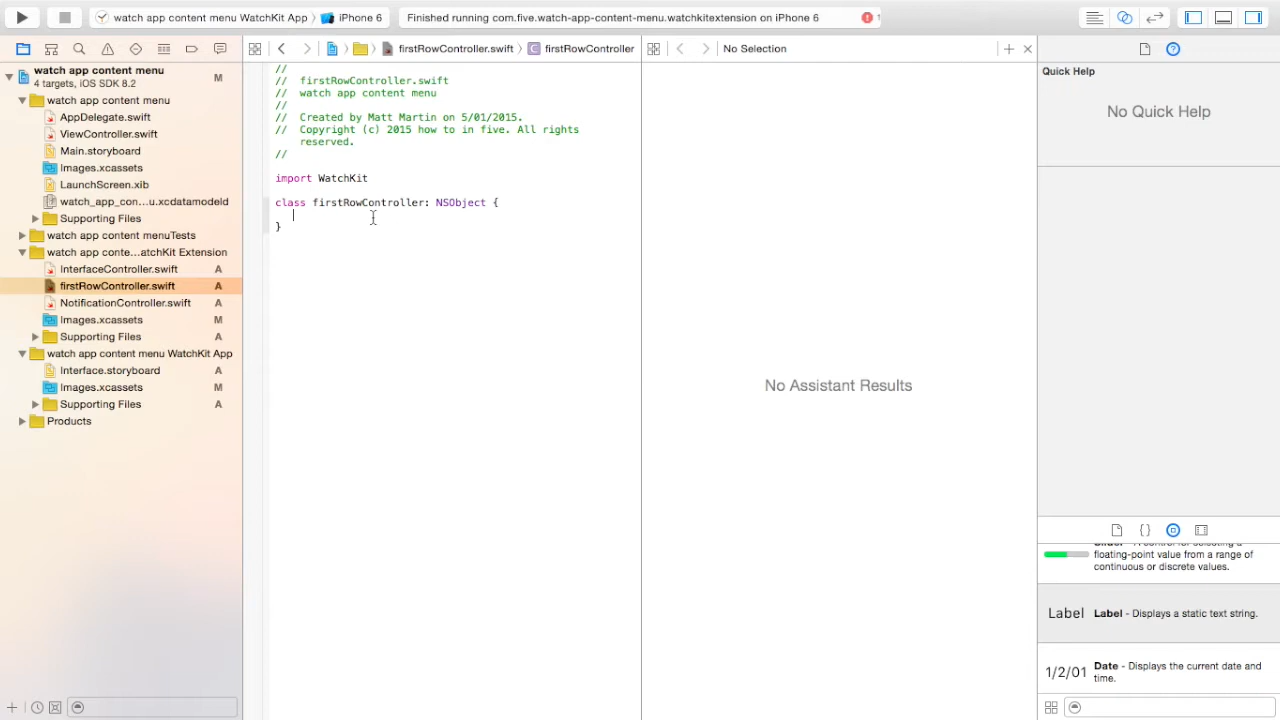 watch app content menu WatchKit App 〉 iPhone 6
Finished running com.five.watch-app-content-menu.watchkitextension on iPhone 6
1
watch app content menu
M
4 targets, iOS SDK 8.2
watch app content menu
AppDelegate.swift
ViewController.swift
Main.storyboard
Images.xcassets
LaunchScreen.xib
watch_app_con...u.xcdatamodeld
Supporting Files
watch app content menuTests
watch app conte...atchKit Extension
InterfaceController.swift A
firstRowController.swift A
NotificationController.swift A
Images.xcassets M
Supporting Files A
watch app content menu WatchKit App
Interface.storyboard A
Images.xcassets M
Supporting Files A
Products
firstRowController.swift 〉 C firstRowController
//
// firstRowController.swift
// watch app content menu
//
// Created by Matt Martin on 5/01/2015.
// Copyright (c) 2015 how to in five. All rights
reserved.
//
import WatchKit
class firstRowController: NSObject {
}
No Selection
No Assistant Results
Quick Help
No Quick Help
{ }
floating-point value from a range of
continuous or discrete values.
Label Label - Displays a static text string.
1/2/01 Date - Displays the current date and
time.